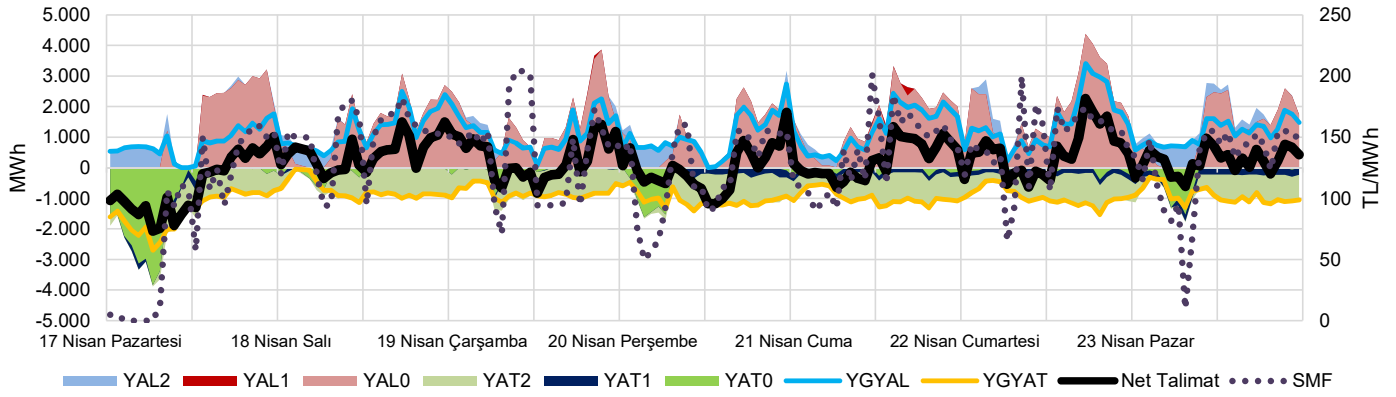 5.000 250
4.000
3.000 200
2.000
1.000 150
0
-1.000 100
-2.000
-3.000 50
-4.000
-5.000 0
MWh
TL/MWh
17 Nisan Pazartesi 18 Nisan Salı 19 Nisan Çarşamba 20 Nisan Perşembe 21 Nisan Cuma 22 Nisan Cumartesi 23 Nisan Pazar
YAL2 YAL1 YAL0 YAT2 YAT1 YAT0 YGYAL YGYAT Net Talimat SMF